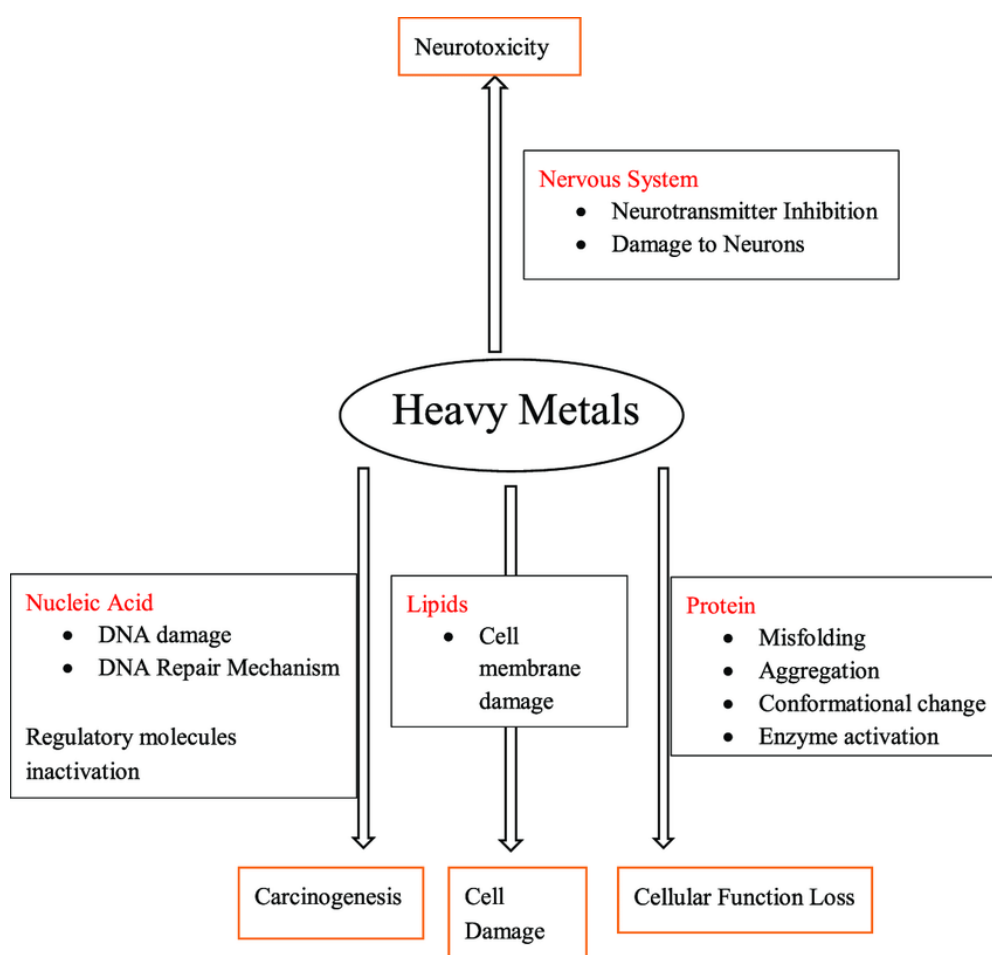 Neurotoxicity
Nervous System
• Neurotransmitter Inhibition
• Damage to Neurons
Heavy Metals
Nucleic Acid
• DNA damage
• DNA Repair Mechanism
Regulatory molecules
inactivation
Lipids
• Cell
membrane
damage
Protein
• Misfolding
• Aggregation
• Conformational change
• Enzyme activation
Carcinogenesis
Cell
Damage
Cellular Function Loss